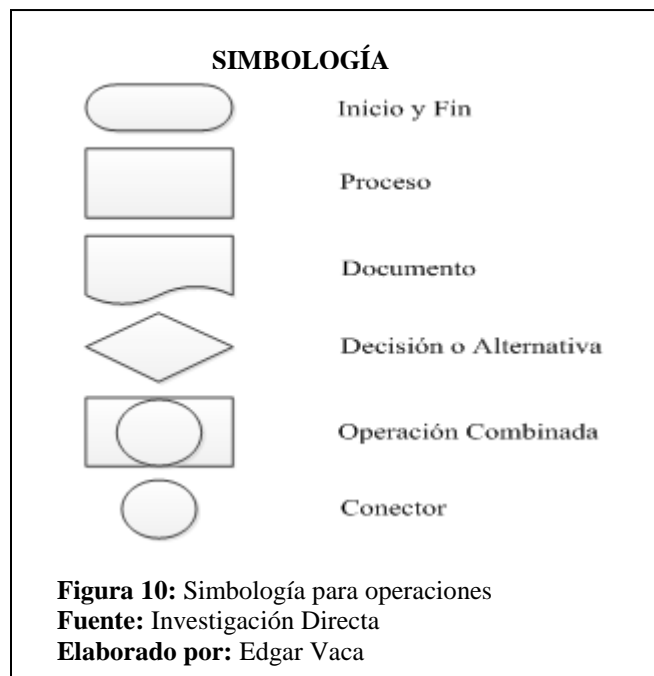 SIMBOLOGÍA
Inicio y Fin
Proceso
Documento
Decisión o Alternativa
Operación Combinada
Conector
Figura 10: Simbología para operaciones
Fuente: Investigación Directa
Elaborado por: Edgar Vaca